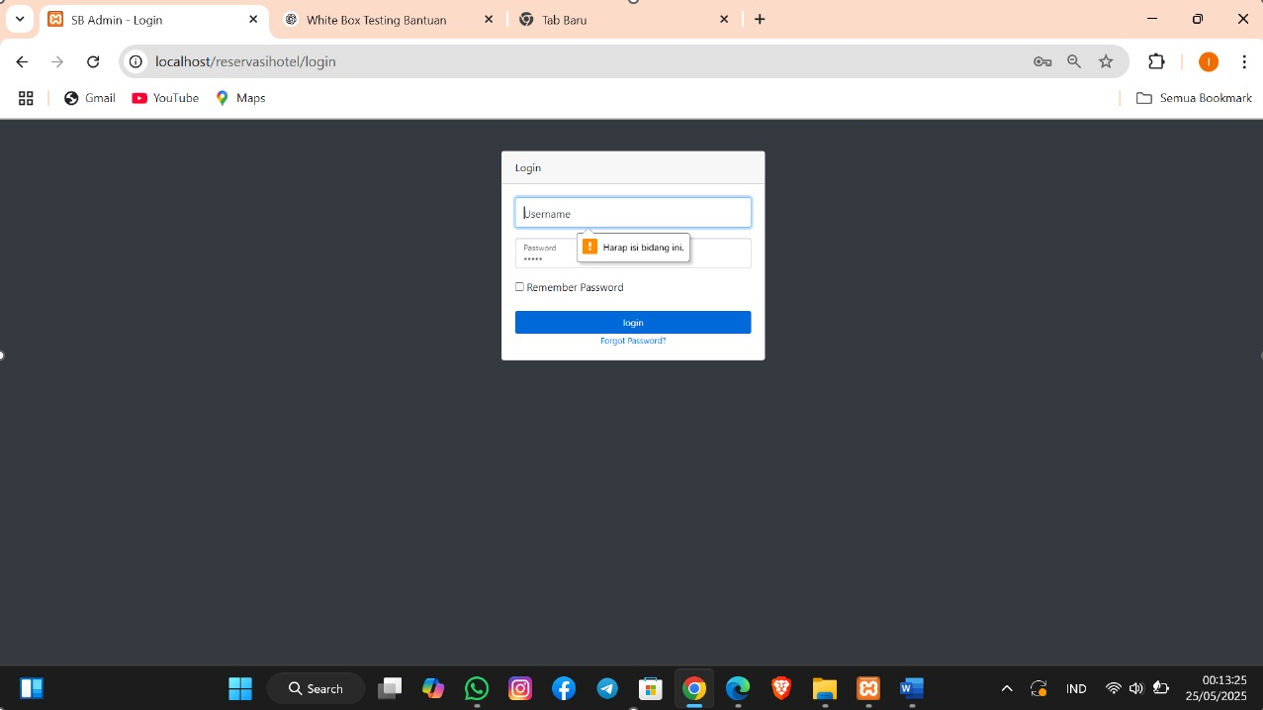 SB Admin - Login
White Box Testing Bantuan
Tab Baru
localhost/reservasihotel/login
I
Gmail
YouTube
Maps
Semua Bookmark
Login
Username
Harap isi bidang ini.
Password
Remember Password
login
Forgot Password?
Search
IND
00:13:25
25/05/2025